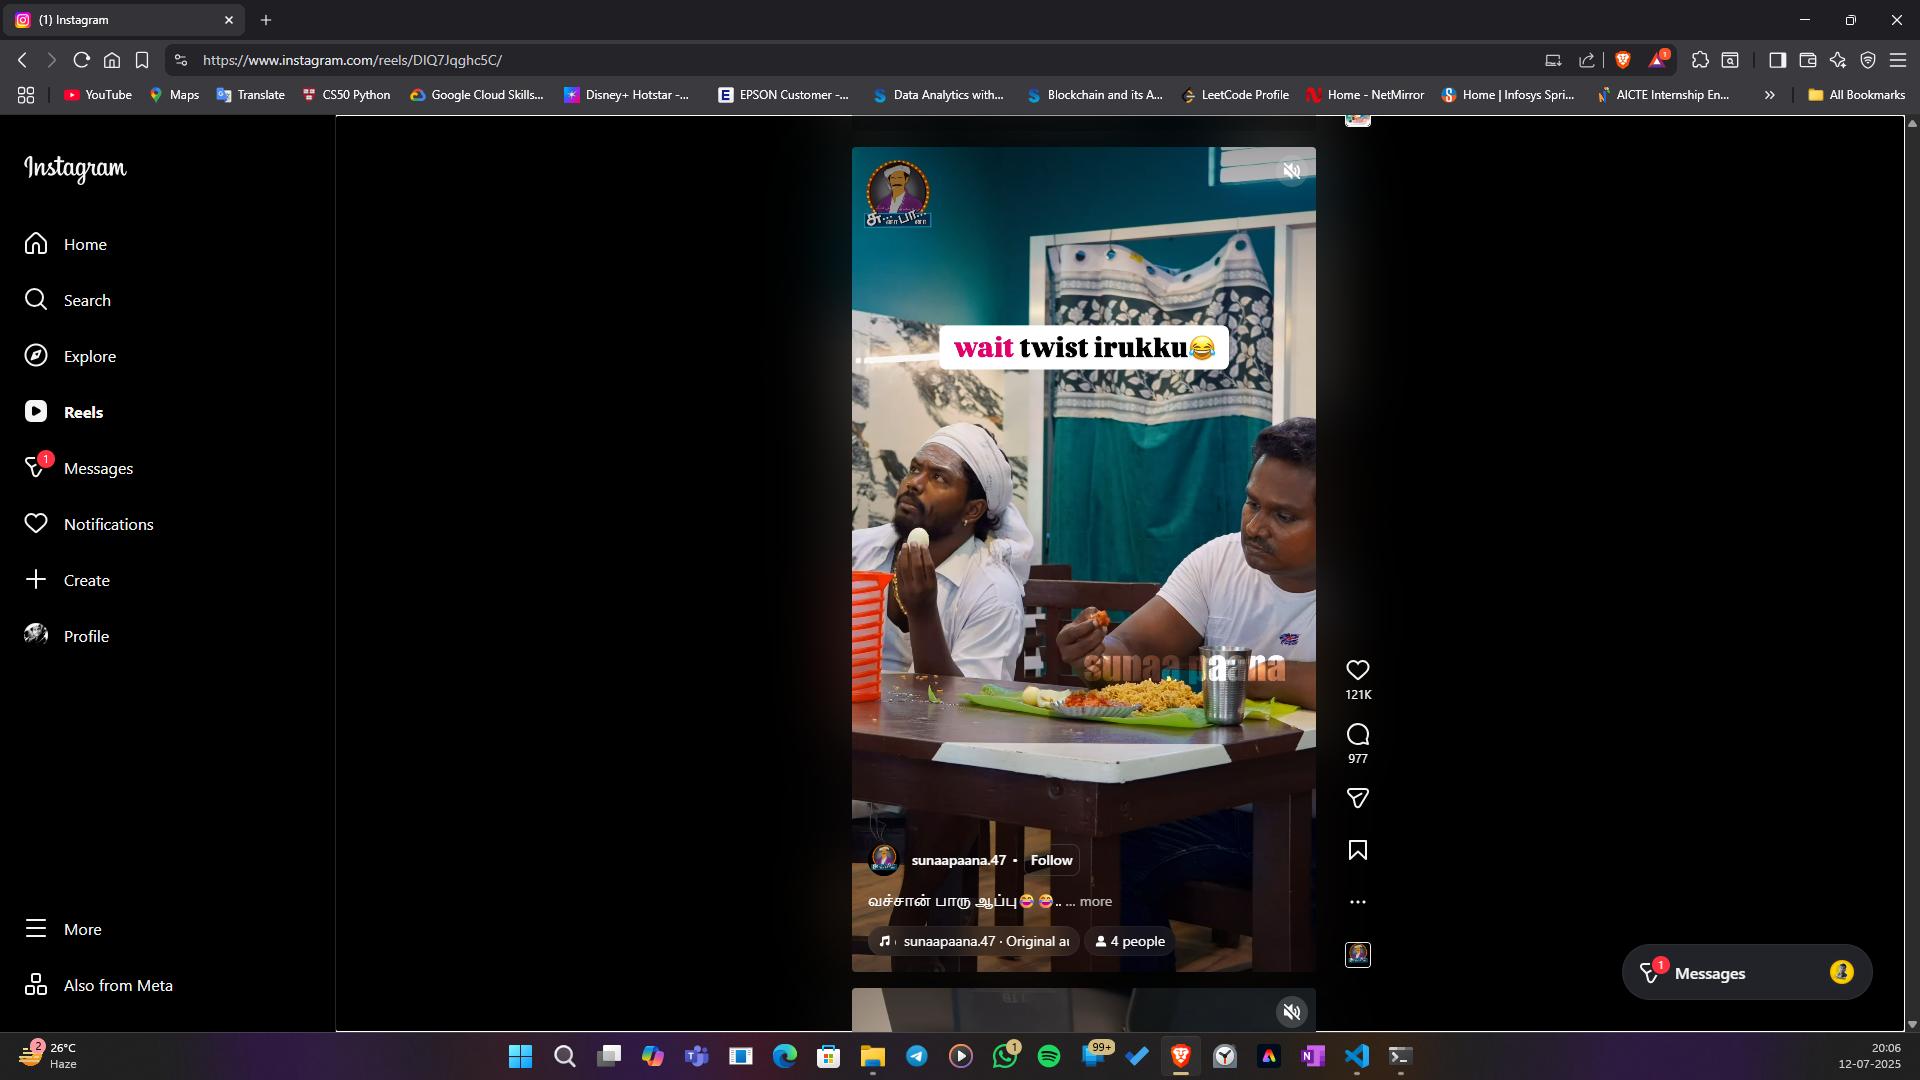 (1) Instagram
https://www.instagram.com/reels/DIQ7Jqghc5C/
1
YouTube
Maps
Translate
CS50 Python
Google Cloud Skills...
Disney+ Hotstar -...
EPSON Customer -...
Data Analytics with...
Blockchain and its A...
LeetCode Profile
Home - NetMirror
Home | Infosys Spri...
AICTE Internship En...
All Bookmarks
Instagram
Home
Search
Explore
Reels
1
Messages
Notifications
Create
Profile
More
Also from Meta
wait twist irukku😂
sunaa paana
sunaapaana.47 • Follow
வச்சான் பாரு ஆப்பு😂 😂.. ... more
sunaapaana.47 · Original au
4 people
121K
977
1
Messages
2
26°C
Haze
1
99+
20:06
12-07-2025